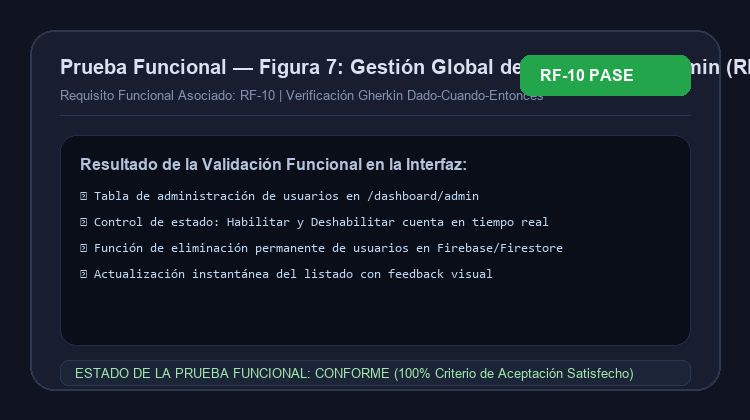 Prueba Funcional — Figura 7: Gestión Global de
min (R
RF-10 PASE
Requisito Funcional Asociado: RF-10 | Verificación Gherkin Dado-Cuando-Entonces
Resultado de la Validación Funcional en la Interfaz:
Tabla de administración de usuarios en /dashboard/admin
Control de estado: Habilitar y Deshabilitar cuenta en tiempo real
Función de eliminación permanente de usuarios en Firebase/Firestore
Actualización instantánea del listado con feedback visual
ESTADO DE LA PRUEBA FUNCIONAL: CONFORME (100% Criterio de Aceptación Satisfecho)